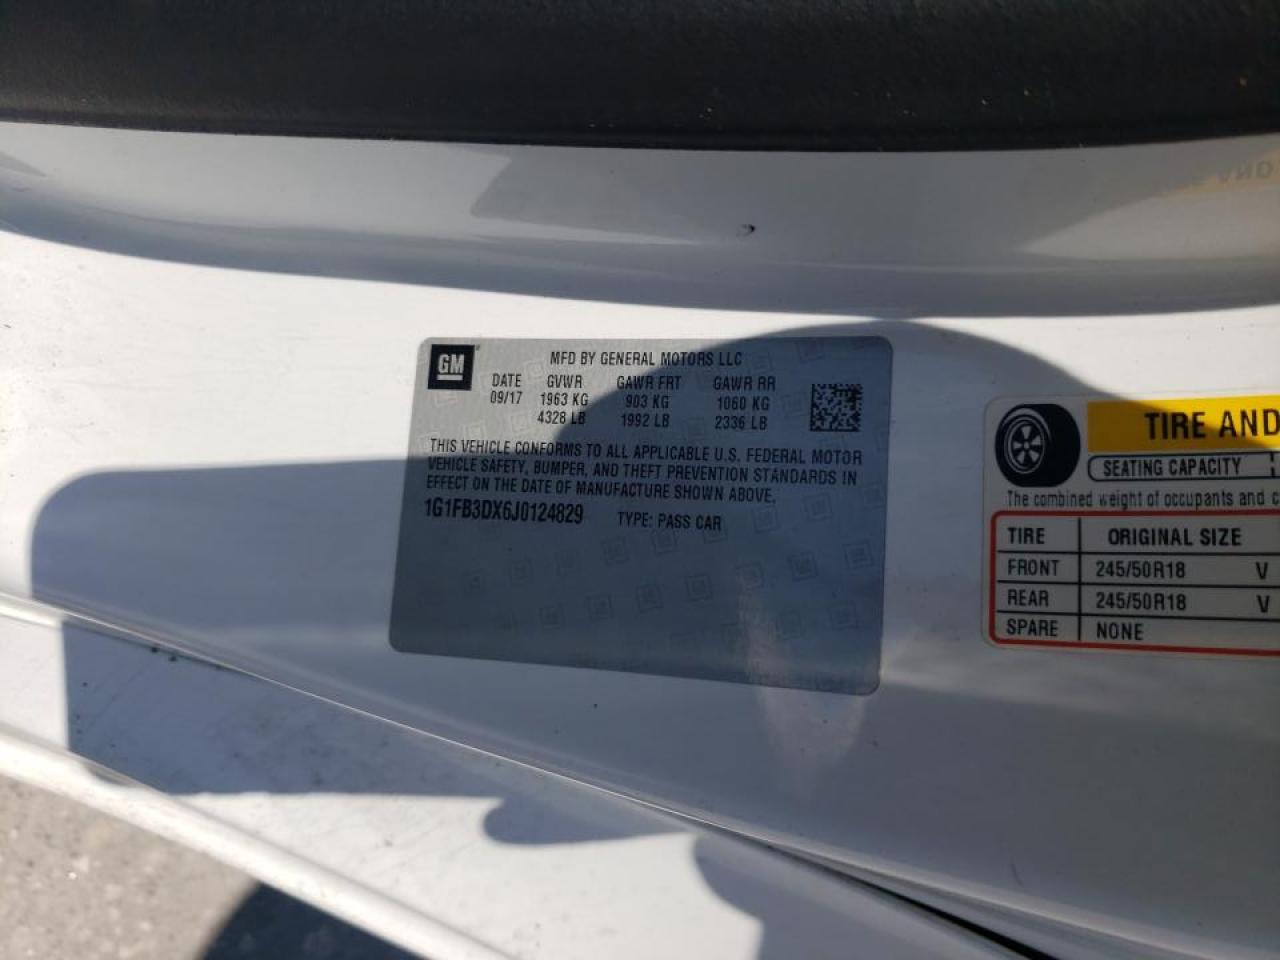 GM
MFD BY GENERAL MOTORS LLC
DATE GVWR GAWR FRT GAWR RR
09/17 1963 KG 903 KG 1060 KG
4328 LB 1992 LB 2336 LB
THIS VEHICLE CONFORMS TO ALL APPLICABLE U.S. FEDERAL MOTOR
VEHICLE SAFETY, BUMPER, AND THEFT PREVENTION STANDARDS IN
EFFECT ON THE DATE OF MANUFACTURE SHOWN ABOVE.
1G1FB3DX6J0124829 TYPE: PASS CAR
TIRE AND
SEATING CAPACITY
The combined weight of occupants and c
TIRE ORIGINAL SIZE
FRONT 245/50R18 V
REAR 245/50R18 V
SPARE NONE